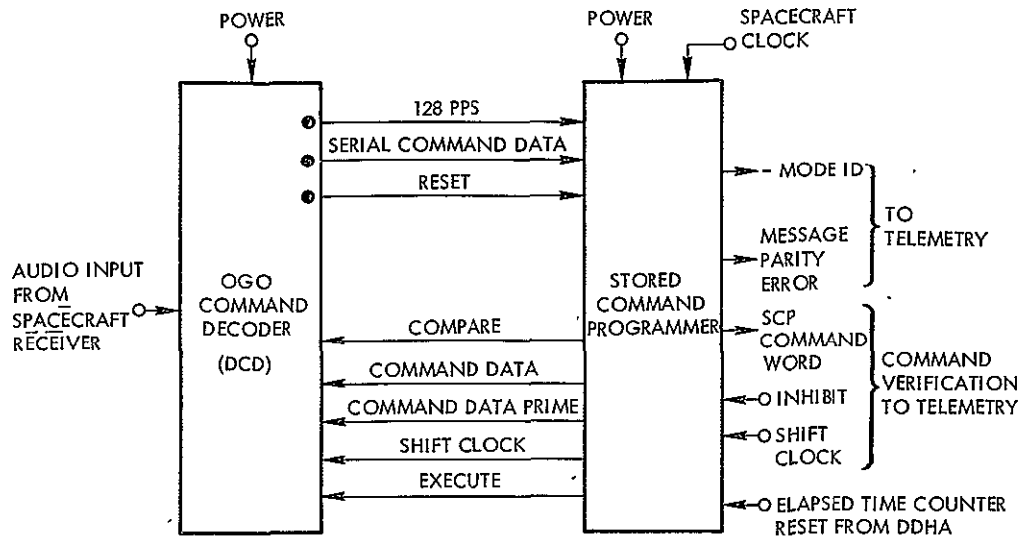 POWER
POWER
SPACECRAFT
CLOCK
128 PPS
SERIAL COMMAND DATA
RESET
AUDIO INPUT
FROM
SPACECRAFT
RECEIVER
OGO
COMMAND
DECODER
(DCD)
COMPARE
COMMAND DATA
COMMAND DATA PRIME
SHIFT CLOCK
EXECUTE
STORED
COMMAND
PROGRAMMER
MODE ID
MESSAGE
PARITY
ERROR
TO
TELEMETRY
SCP
COMMAND
WORD
INHIBIT
SHIFT
CLOCK
COMMAND
VERIFICATION
TO TELEMETRY
ELAPSED TIME COUNTER
RESET FROM DDHA